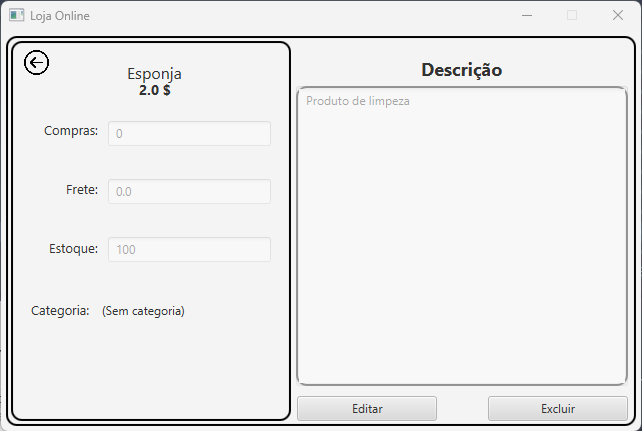 Loja Online
Esponja
2.0 $
Compras: 0
Frete: 0.0
Estoque: 100
Categoria: (Sem categoria)
Descrição
Produto de limpeza
Editar Excluir